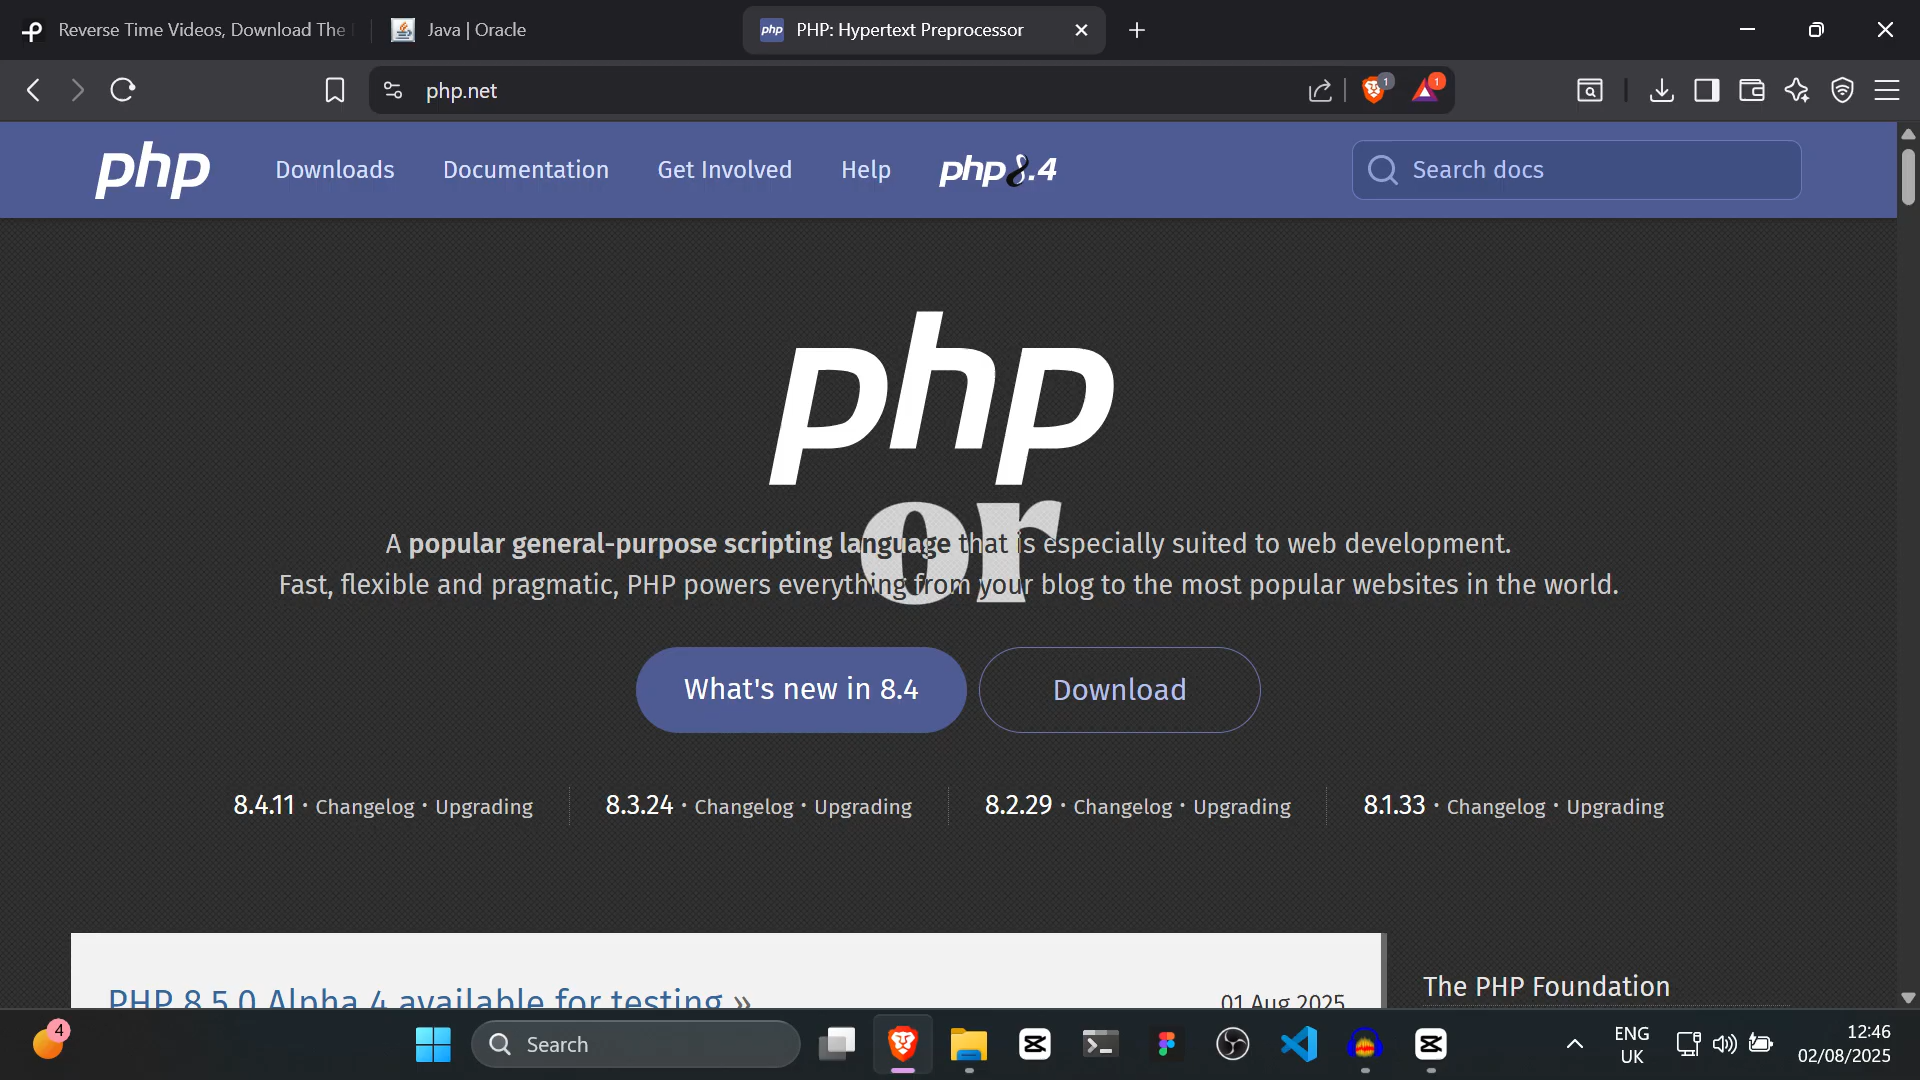 Reverse Time Videos, Download The
Java | Oracle
php PHP: Hypertext Preprocessor
php.net
1
1
php
Downloads
Documentation
Get Involved
Help
php8.4
Search docs
php
or
A popular general-purpose scripting language that is especially suited to web development.
Fast, flexible and pragmatic, PHP powers everything from your blog to the most popular websites in the world.
What's new in 8.4
Download
8.4.11 · Changelog · Upgrading
8.3.24 · Changelog · Upgrading
8.2.29 · Changelog · Upgrading
8.1.33 · Changelog · Upgrading
PHP 8.5.0 Alpha 4 available for testing »
01 Aug 2025
The PHP Foundation
4
Search
ENG
UK
12:46
02/08/2025